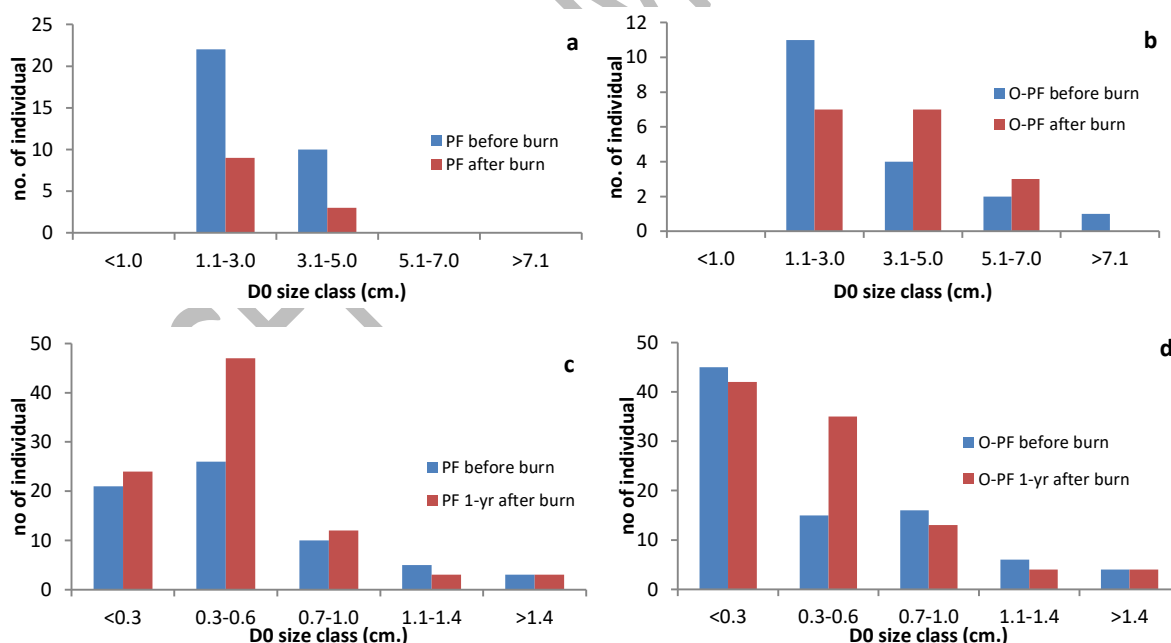 a
no. of individual
25
20
15
10
5
0
PF before burn
PF after burn
<1.0 1.1-3.0 3.1-5.0 5.1-7.0 >7.1
D0 size class (cm.)
b
no. of individual
12
10
8
6
4
2
0
O-PF before burn
O-PF after burn
<1.0 1.1-3.0 3.1-5.0 5.1-7.0 >7.1
D0 size class (cm.)
c
no of individual
50
40
30
20
10
0
PF before burn
PF 1-yr after burn
<0.3 0.3-0.6 0.7-1.0 1.1-1.4 >1.4
D0 size class (cm.)
d
no of individual
50
40
30
20
10
0
O-PF before burn
O-PF 1-yr after burn
<0.3 0.3-0.6 0.7-1.0 1.1-1.4 >1.4
D0 size class (cm.)